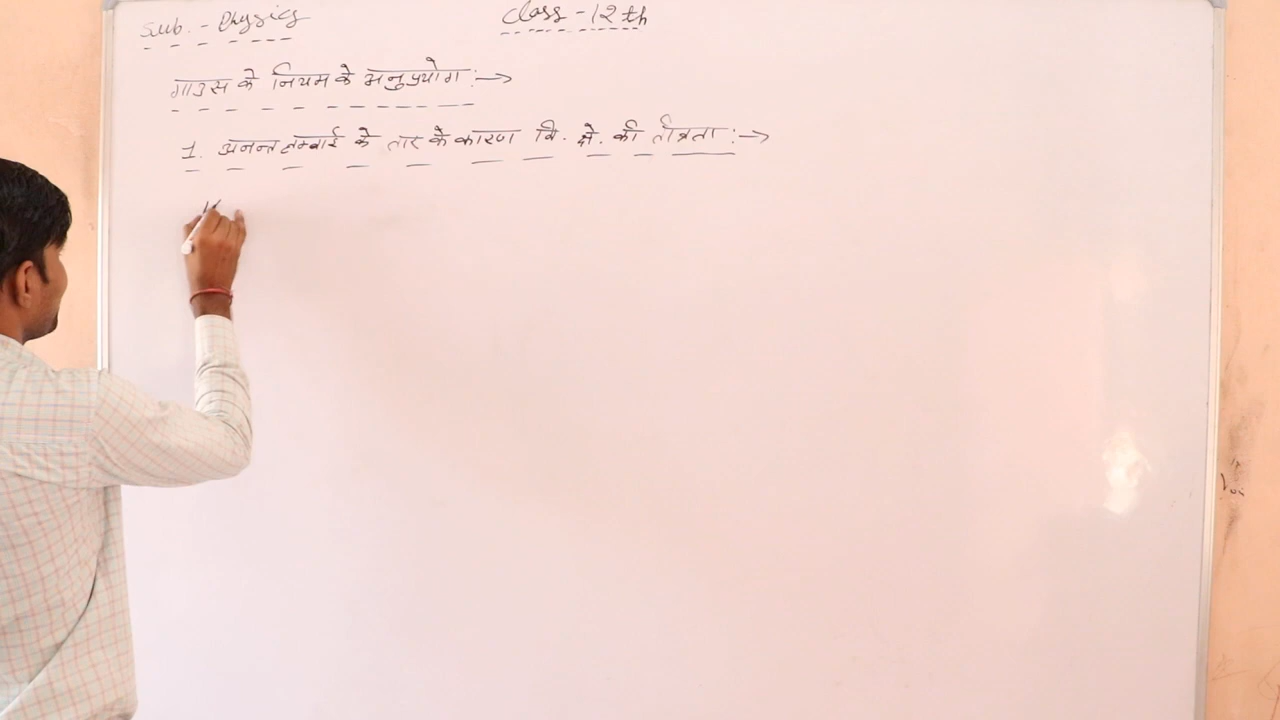 Sub. - Physics
Class - 12th
गाउस के नियम के अनुप्रयोग :→
1. अनन्त लम्बाई के तार के कारण वि. क्षे. की तीव्रता :→